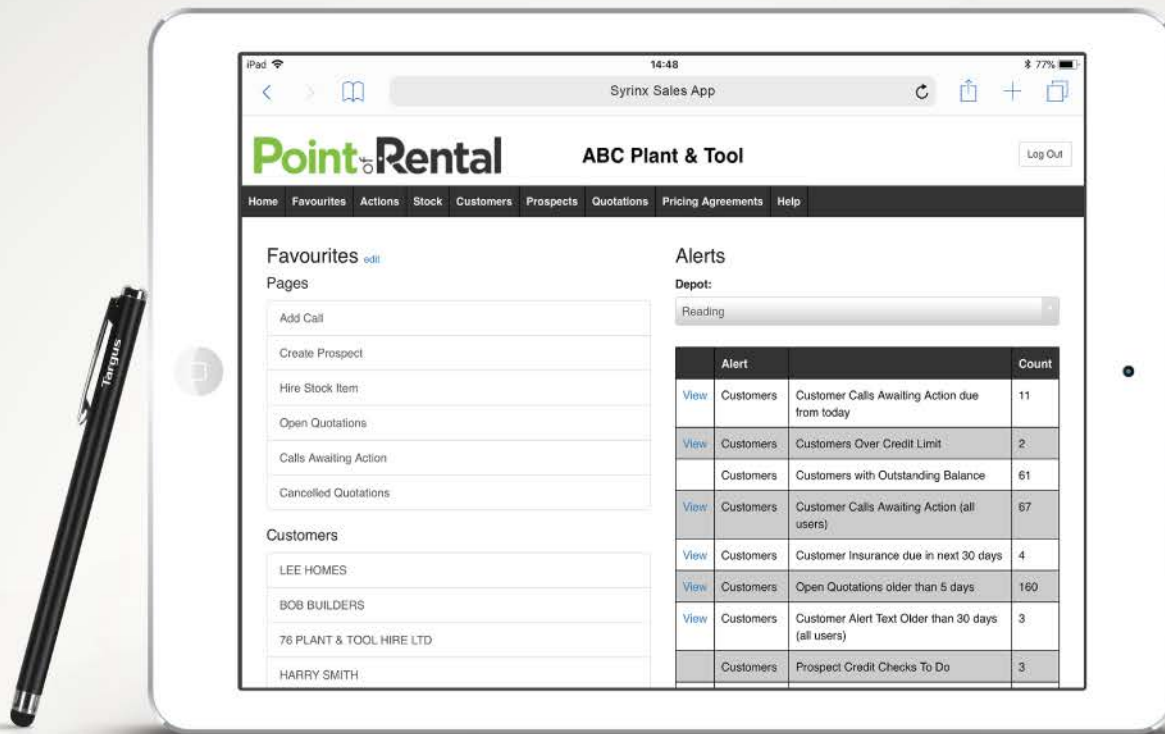 Targus
iPad
14:48
77%
Syrinx Sales App
Point of Rental
ABC Plant & Tool
Log Out
Home Favourites Actions Stock Customers Prospects Quotations Pricing Agreements Help
Favourites edit
Pages
Add Call
Create Prospect
Hire Stock Item
Open Quotations
Calls Awaiting Action
Cancelled Quotations
Customers
LEE HOMES
BOB BUILDERS
76 PLANT & TOOL HIRE LTD
HARRY SMITH
Alerts
Depot:
Reading
Alert Count
View Customers Customer Calls Awaiting Action due 11
from today
View Customers Customers Over Credit Limit 2
Customers Customers with Outstanding Balance 61
View Customers Customer Calls Awaiting Action (all 67
users)
View Customers Customer Insurance due in next 30 days 4
View Customers Open Quotations older than 5 days 160
View Customers Customer Alert Text Older than 30 days 3
(all users)
Customers Prospect Credit Checks To Do 3